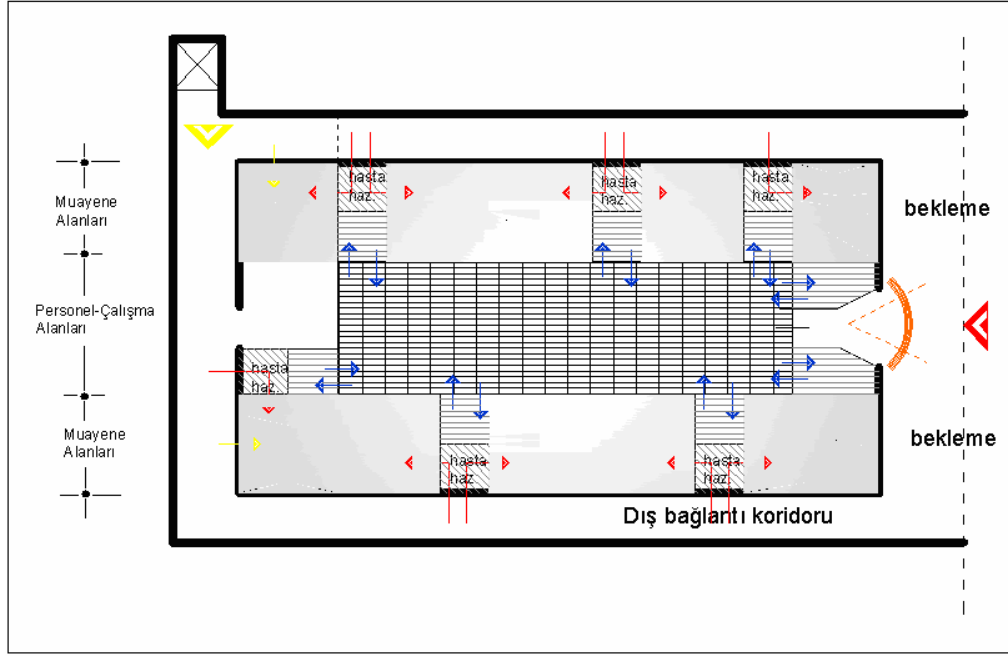 hasta
haz.
hasta
haz.
hasta
haz.
Muayene
Alanları
bekleme
Personel-Çalışma
Alanları
hasta
haz.
Muayene
Alanları
bekleme
hasta
haz.
hasta
haz.
Dış bağlantı koridoru